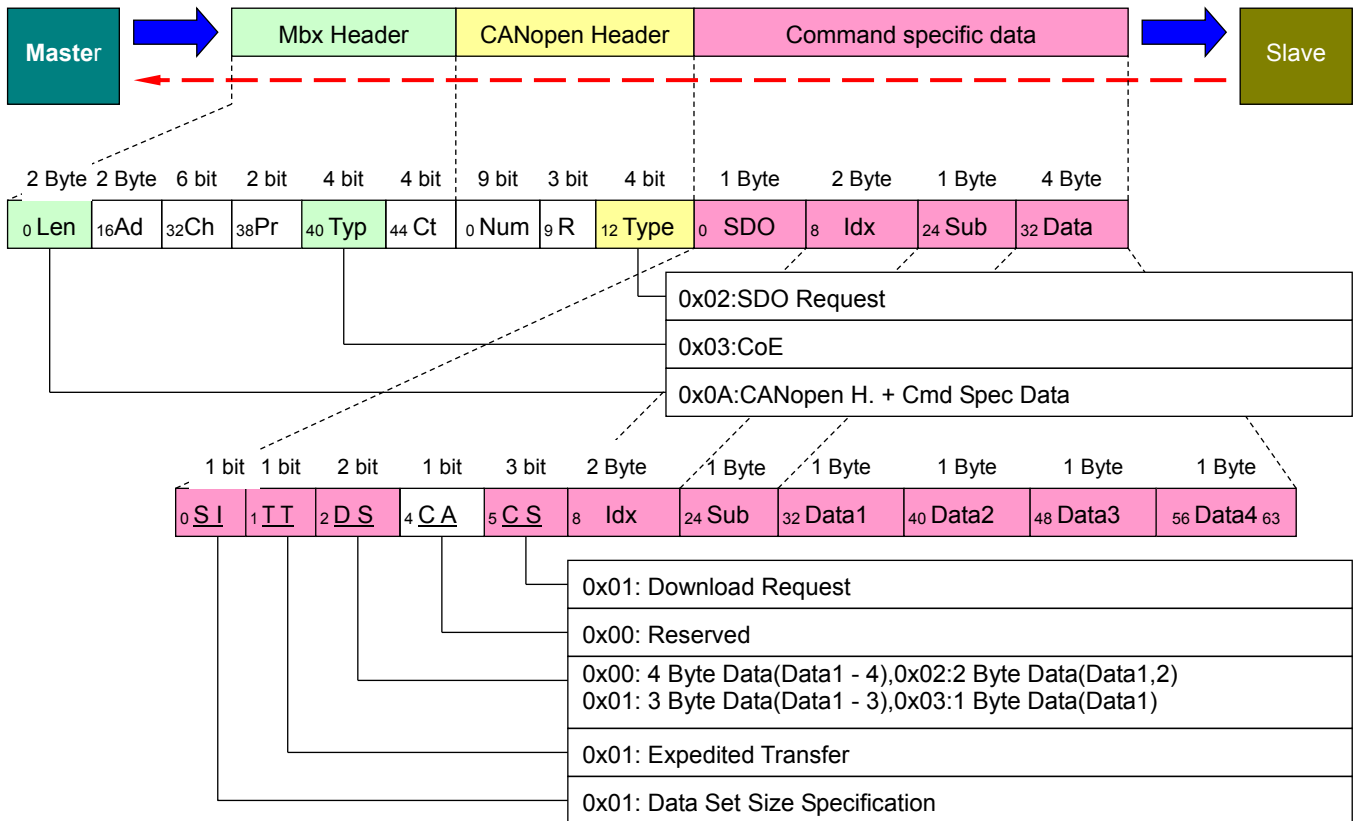 Master
Mbx Header
CANopen Header
Command specific data
Slave
2 Byte 2 Byte 6 bit 2 bit 4 bit 4 bit 9 bit 3 bit 4 bit 1 Byte 2 Byte 1 Byte 4 Byte
0 Len 16 Ad 32 Ch 38 Pr 40 Typ 44 Ct 0 Num 9 R 12 Type 0 SDO 8 Idx 24 Sub 32 Data
0x02:SDO Request
0x03:CoE
0x0A:CANopen H. + Cmd Spec Data
1 bit 1 bit 2 bit 1 bit 3 bit 2 Byte 1 Byte 1 Byte 1 Byte 1 Byte 1 Byte
0 S I 1 T T 2 D S 4 C A 5 C S 8 Idx 24 Sub 32 Data1 40 Data2 48 Data3 56 Data4 63
0x01: Download Request
0x00: Reserved
0x00: 4 Byte Data(Data1 - 4),0x02:2 Byte Data(Data1,2)
0x01: 3 Byte Data(Data1 - 3),0x03:1 Byte Data(Data1)
0x01: Expedited Transfer
0x01: Data Set Size Specification